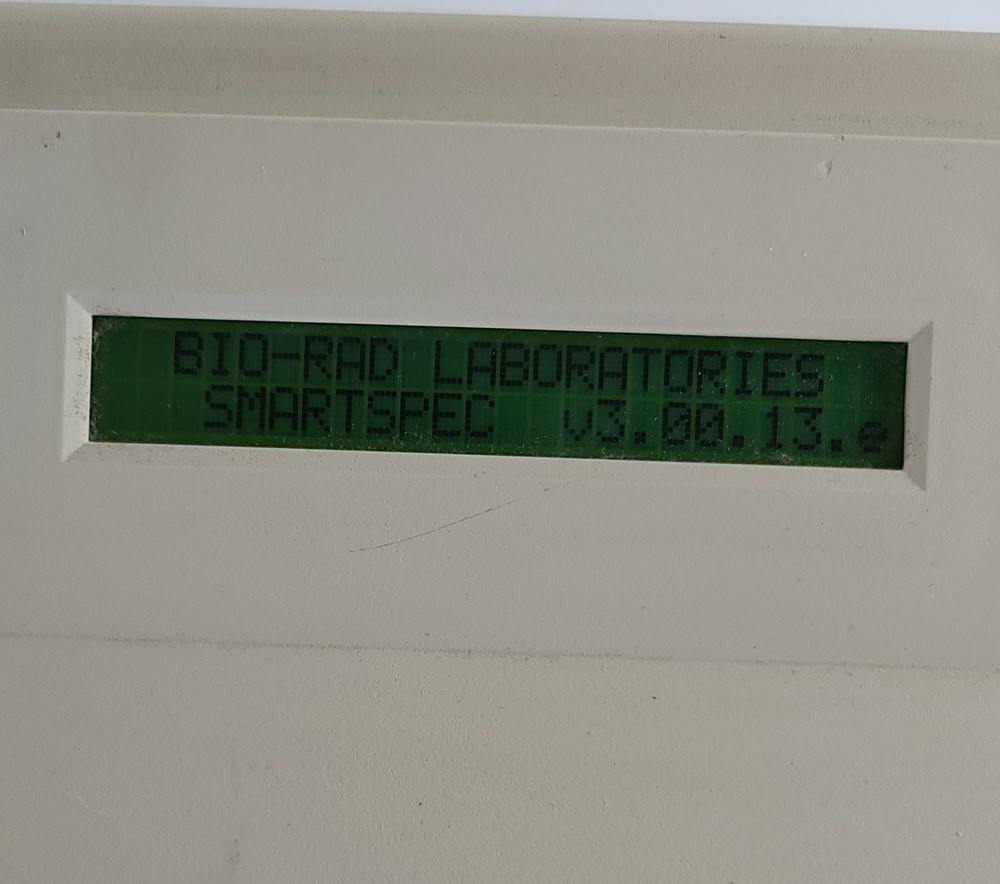 BIO-RAD LABORATORIES
SMARTSPEC v3.00.13.e